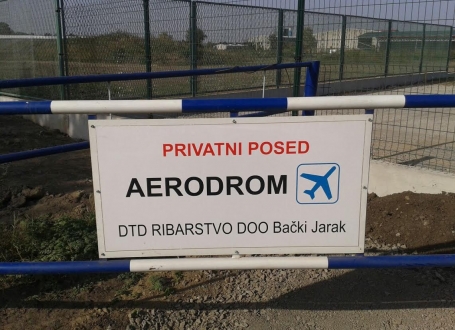 PRIVATNI POSED
AERODROM
DTD RIBARSTVO DOO Bački Jarak